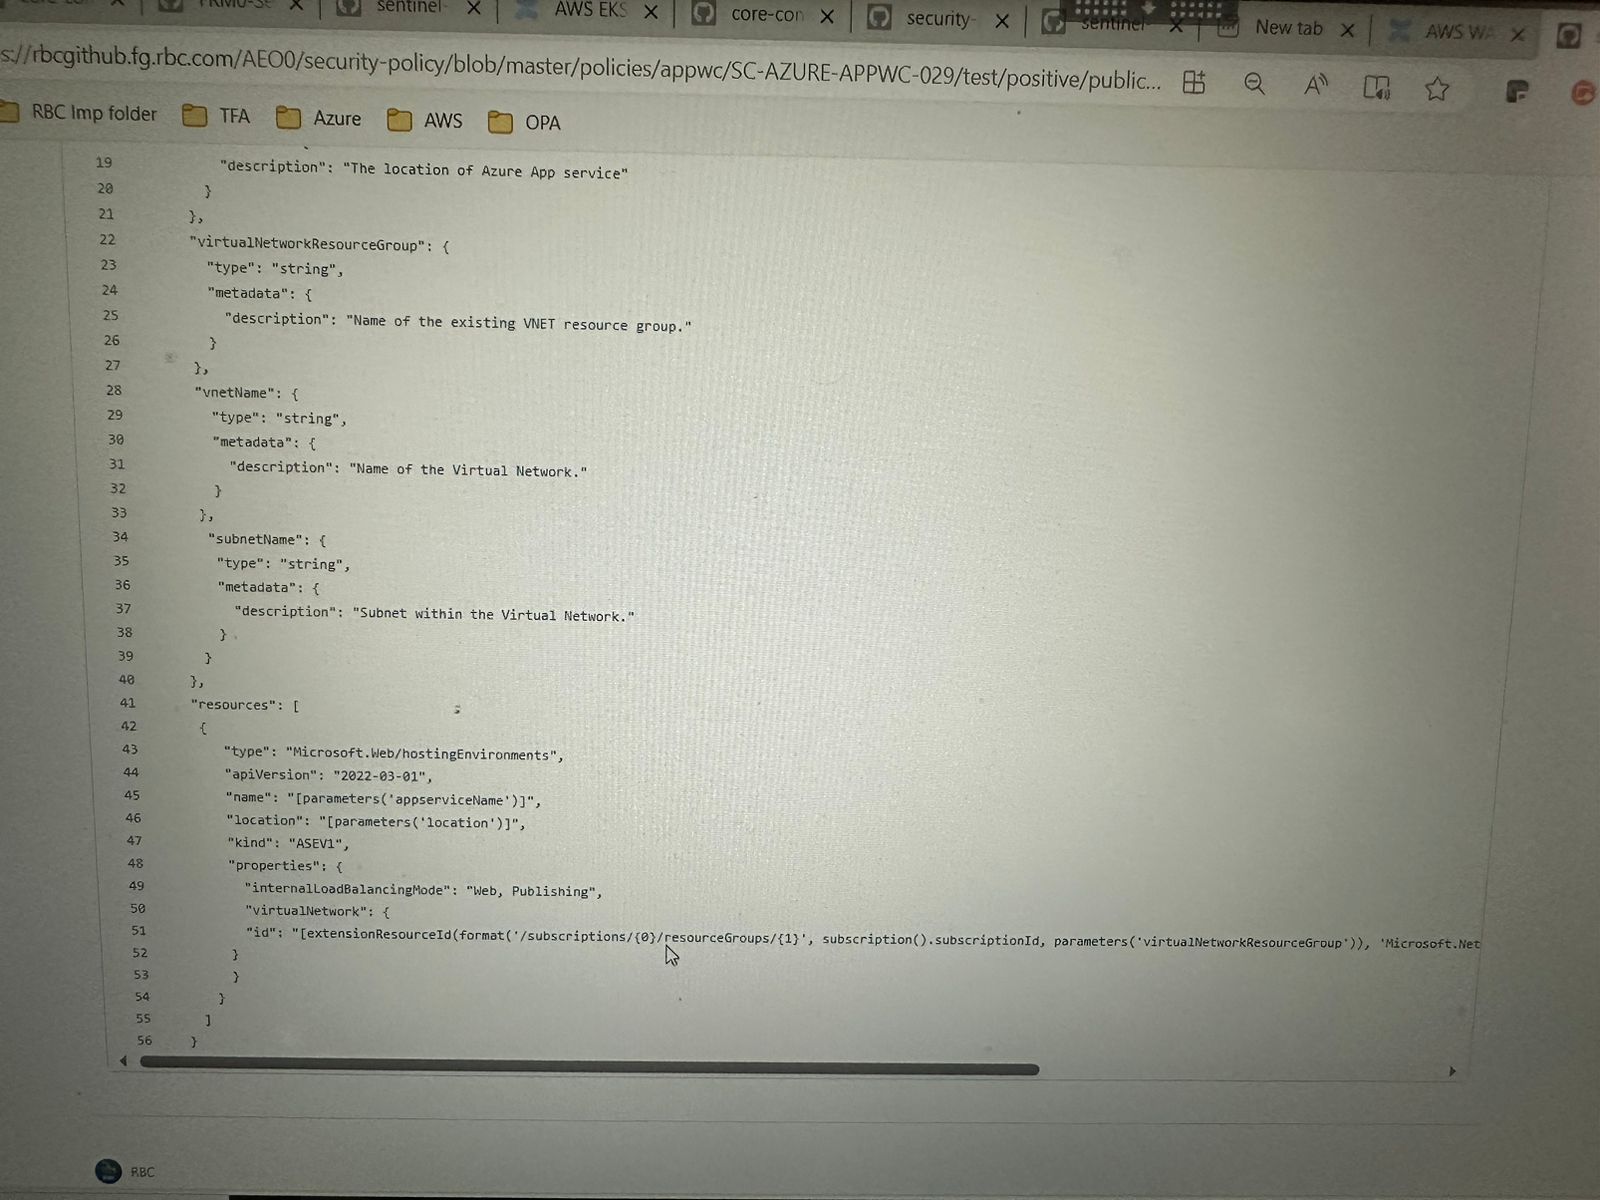 sentinel-
AWS EKS
core-con
security-
sentinel-
New tab
AWS WA
s://rbcgithub.fg.rbc.com/AEO0/security-policy/blob/master/policies/appwc/SC-AZURE-APPWC-029/test/positive/public...
RBC Imp folder TFA Azure AWS OPA
19 "description": "The location of Azure App service"
20 }
21 },
22 "virtualNetworkResourceGroup": {
23 "type": "string",
24 "metadata": {
25 "description": "Name of the existing VNET resource group."
26 }
27 },
28 "vnetName": {
29 "type": "string",
30 "metadata": {
31 "description": "Name of the Virtual Network."
32 }
33 },
34 "subnetName": {
35 "type": "string",
36 "metadata": {
37 "description": "Subnet within the Virtual Network."
38 }
39 }
40 },
41 "resources": [
42 {
43 "type": "Microsoft.Web/hostingEnvironments",
44 "apiVersion": "2022-03-01",
45 "name": "[parameters('appserviceName')]",
46 "location": "[parameters('location')]",
47 "kind": "ASEV1",
48 "properties": {
49 "internalLoadBalancingMode": "Web, Publishing",
50 "virtualNetwork": {
51 "id": "[extensionResourceId(format('/subscriptions/{0}/resourceGroups/{1}', subscription().subscriptionId, parameters('virtualNetworkResourceGroup')), 'Microsoft.Net
52 }
53 }
54 }
55 ]
56 }
RBC